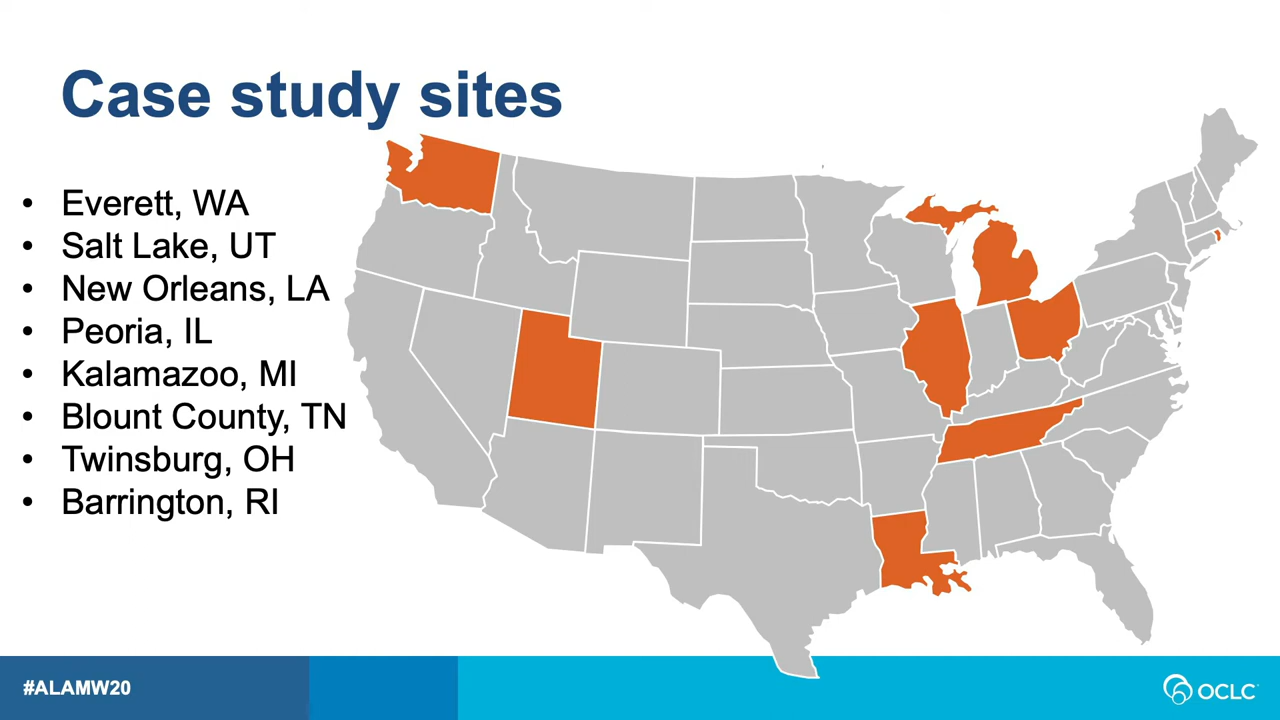 Case study sites
• Everett, WA
• Salt Lake, UT
• New Orleans, LA
• Peoria, IL
• Kalamazoo, MI
• Blount County, TN
• Twinsburg, OH
• Barrington, RI
#ALAMW20
OCLC